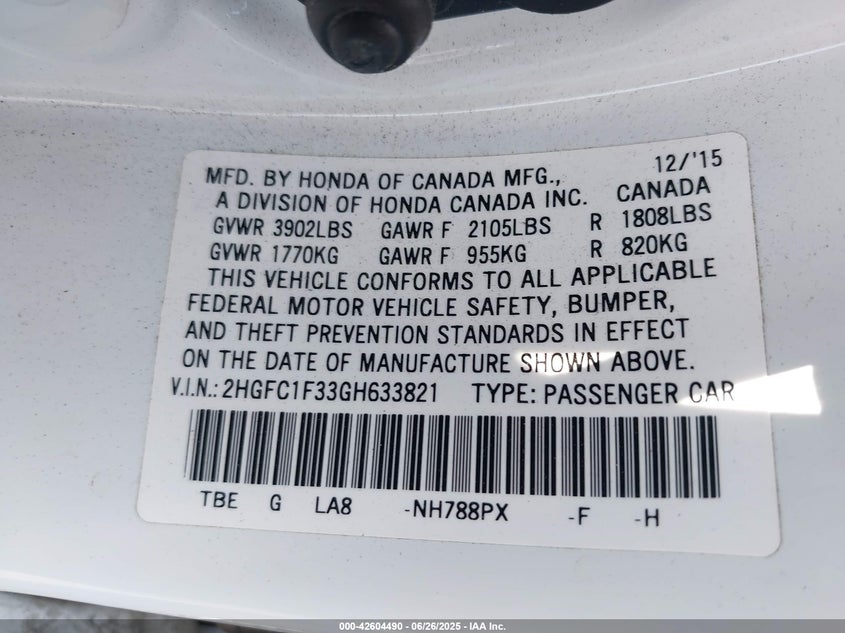 12/'15
MFD. BY HONDA OF CANADA MFG.,
A DIVISION OF HONDA CANADA INC. CANADA
GVWR 3902LBS GAWR F 2105LBS R 1808LBS
GVWR 1770KG GAWR F 955KG R 820KG
THIS VEHICLE CONFORMS TO ALL APPLICABLE
FEDERAL MOTOR VEHICLE SAFETY, BUMPER,
AND THEFT PREVENTION STANDARDS IN EFFECT
ON THE DATE OF MANUFACTURE SHOWN ABOVE.
V.I.N.: 2HGFC1F33GH633821 TYPE: PASSENGER CAR
TBE G LA8 -NH788PX -F -H
000-42604490 - 06/26/2025 - IAA Inc.